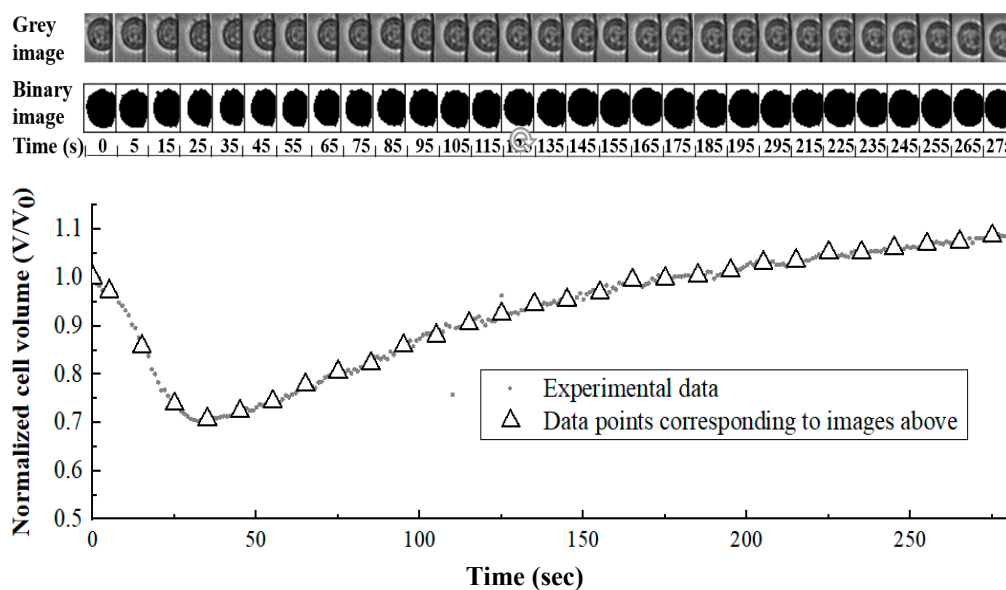 Grey
image
Binary
image
Time (s) 0 5 15 25 35 45 55 65 75 85 95 105 115 135 145 155 165 175 185 195 295 215 225 235 245 255 265 275
Normalized cell volume (V/V0)
1.1
1.0
0.9
0.8
0.7
0.6
0.5
Experimental data
Data points corresponding to images above
0 50 100 150 200 250
Time (sec)